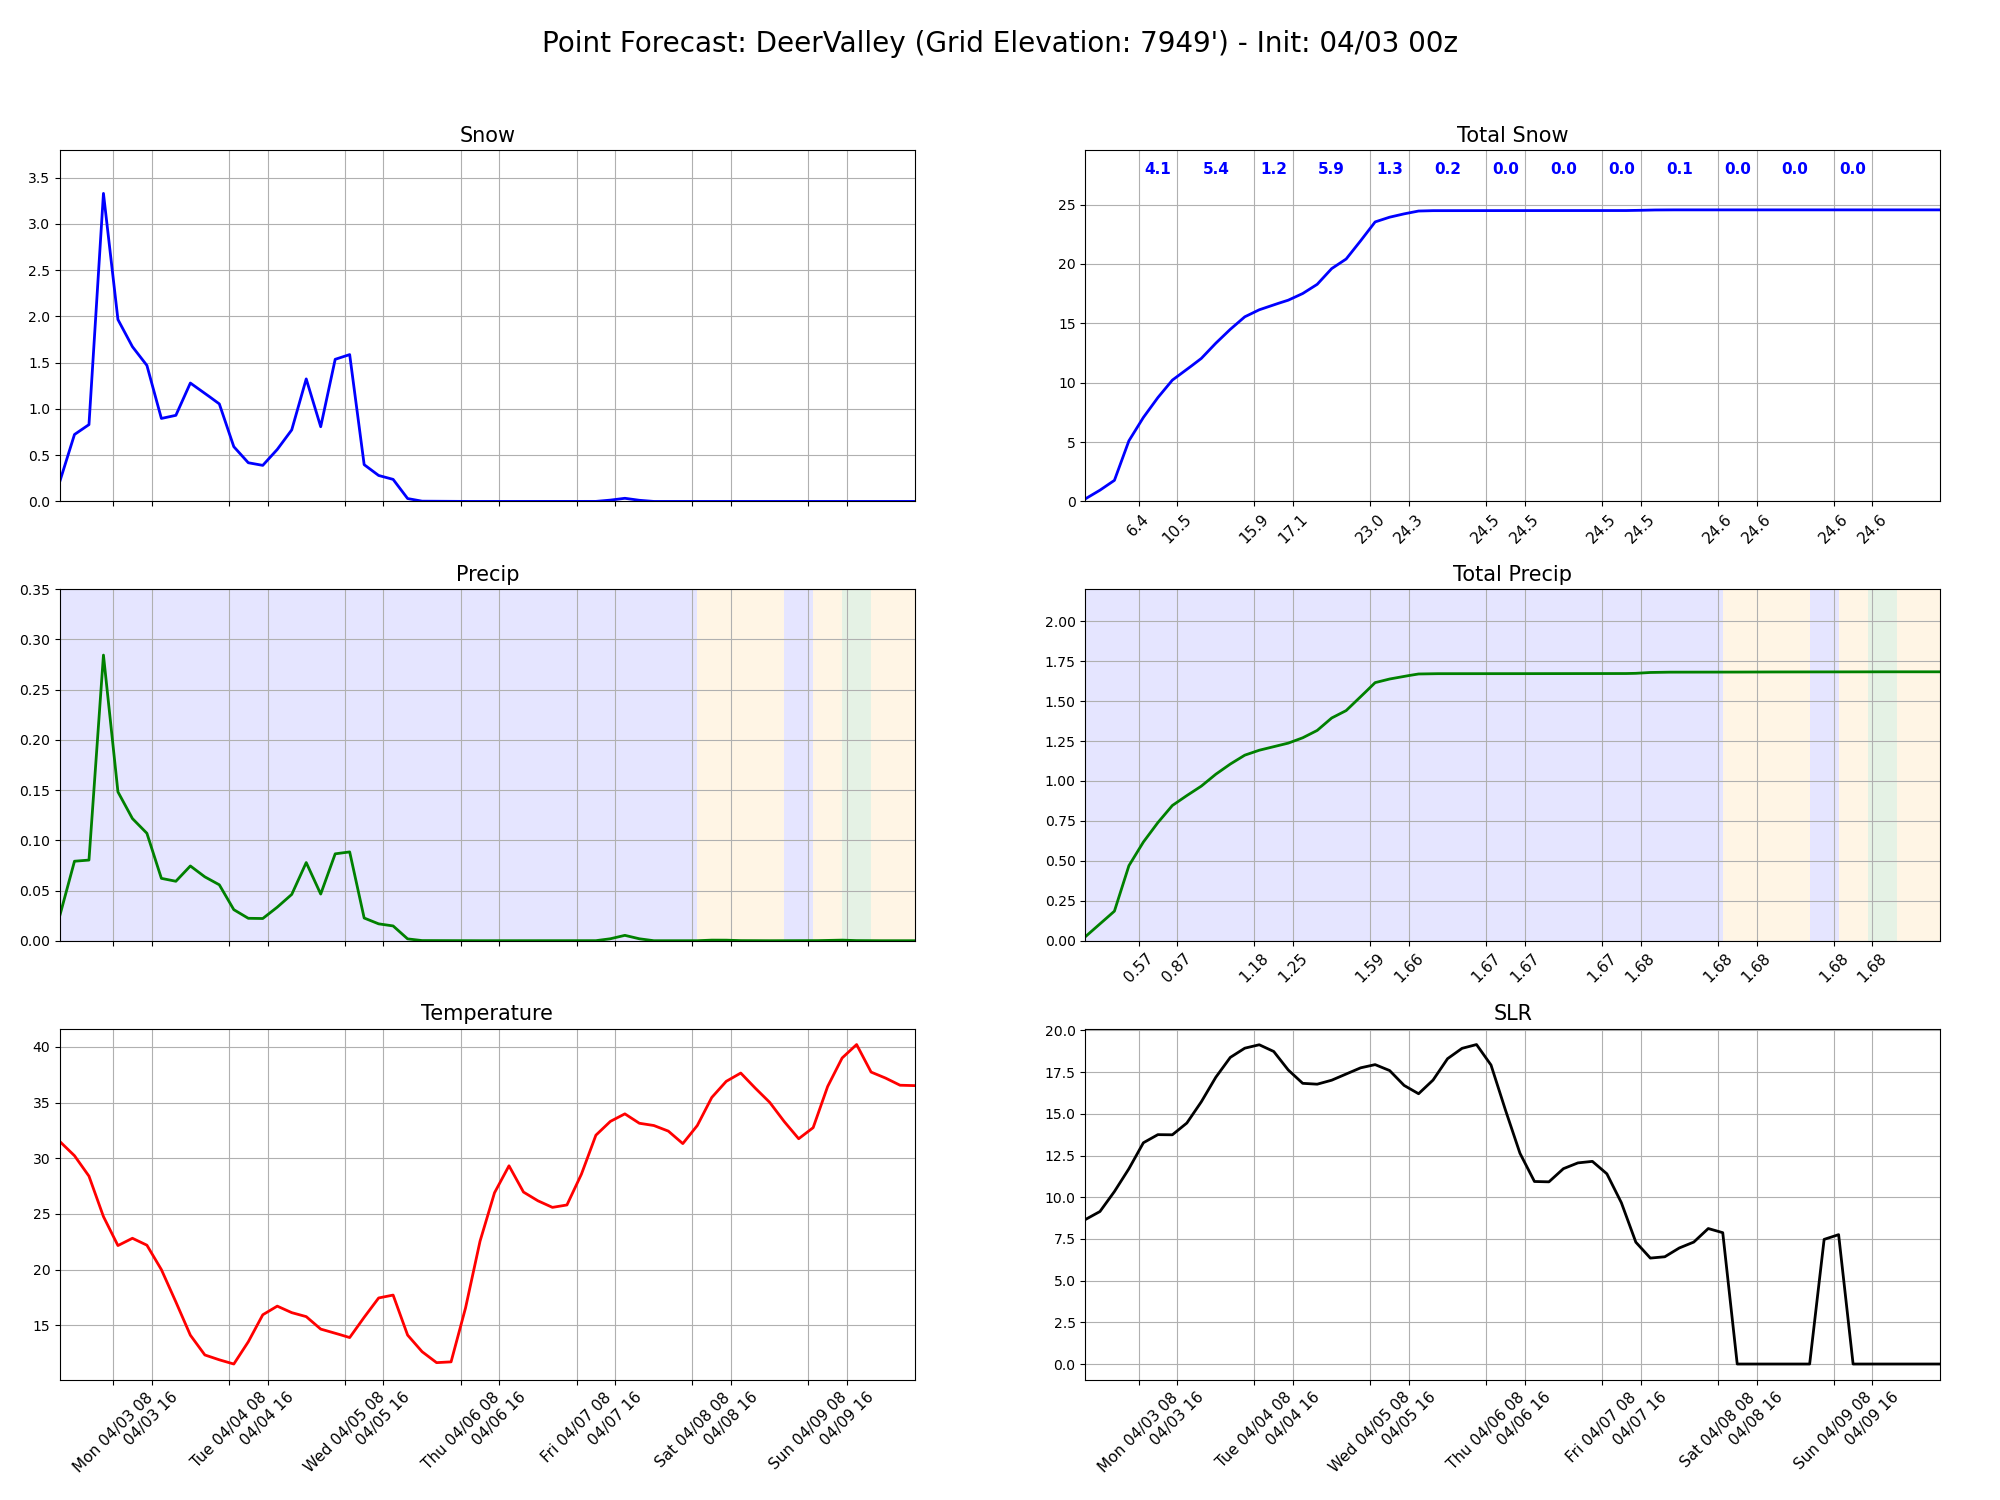 Point Forecast: DeerValley (Grid Elevation: 7949') - Init: 04/03 00z
Snow
3.5
3.0
2.5
2.0
1.5
1.0
0.5
0.0
Total Snow
4.1 5.4 1.2 5.9 1.3 0.2 0.0 0.0 0.0 0.1 0.0 0.0 0.0
25
20
15
10
5
0
6.4 10.5 15.9 17.1 23.0 24.3 24.5 24.5 24.5 24.5 24.6 24.6 24.6 24.6
Precip
0.35
0.30
0.25
0.20
0.15
0.10
0.05
0.00
Total Precip
2.00
1.75
1.50
1.25
1.00
0.75
0.50
0.25
0.00
0.57 0.87 1.18 1.25 1.59 1.66 1.67 1.67 1.67 1.68 1.68 1.68 1.68 1.68
Temperature
40
35
30
25
20
15
Mon 04/03 08
04/03 16
Tue 04/04 08
04/04 16
Wed 04/05 08
04/05 16
Thu 04/06 08
04/06 16
Fri 04/07 08
04/07 16
Sat 04/08 08
04/08 16
Sun 04/09 08
04/09 16
SLR
20.0
17.5
15.0
12.5
10.0
7.5
5.0
2.5
0.0
Mon 04/03 08
04/03 16
Tue 04/04 08
04/04 16
Wed 04/05 08
04/05 16
Thu 04/06 08
04/06 16
Fri 04/07 08
04/07 16
Sat 04/08 08
04/08 16
Sun 04/09 08
04/09 16